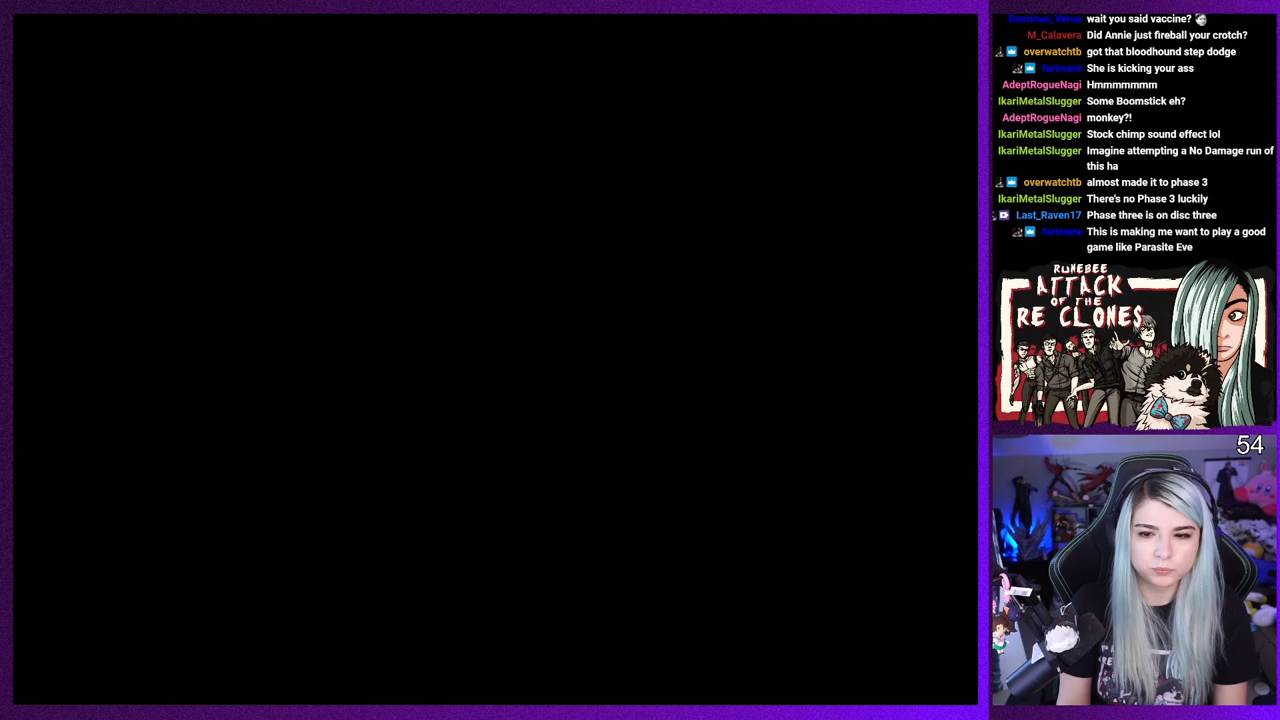 Dominus_Verus wait you said vaccine?
M_Calavera Did Annie just fireball your crotch?
overwatchtb got that bloodhound step dodge
farimere She is kicking your ass
AdeptRogueNagi Hmmmmmmm
IkariMetalSlugger Some Boomstick eh?
AdeptRogueNagi monkey?!
IkariMetalSlugger Stock chimp sound effect lol
IkariMetalSlugger Imagine attempting a No Damage run of
this ha
overwatchtb almost made it to phase 3
IkariMetalSlugger There's no Phase 3 luckily
Last_Raven17 Phase three is on disc three
farimere This is making me want to play a good
game like Parasite Eve
RUNEBEE
ATTACK
OF THE
RE CLONES
54